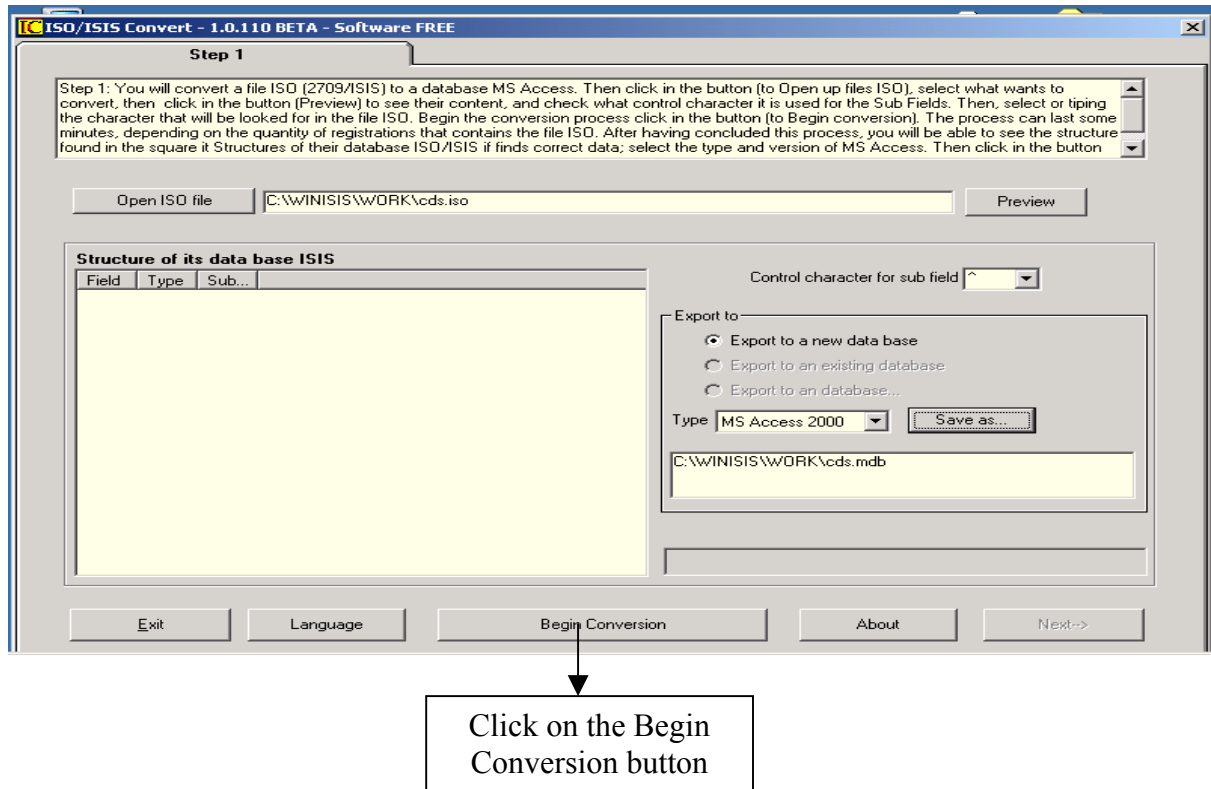 ISO/ISIS Convert - 1.0.110 BETA - Software FREE
Step 1
Step 1: You will convert a file ISO (2709/ISIS) to a database MS Access. Then click in the button (to Open up files ISO), select what wants to
convert, then click in the button (Preview) to see their content, and check what control character it is used for the Sub Fields. Then, select or tiping
the character that will be looked for in the file ISO. Begin the conversion process click in the button (to Begin conversion). The process can last some
minutes, depending on the quantity of registrations that contains the file ISO. After having concluded this process, you will be able to see the structure
found in the square it Structures of their database ISO/ISIS if finds correct data; select the type and version of MS Access. Then click in the button
Open ISO file C:\WINISIS\WORK\cds.iso Preview
Structure of its data base ISIS
Field Type Sub...
Control character for sub field ^
Export to
Export to a new data base
Export to an existing database
Export to an database...
Type MS Access 2000 Save as...
C:\WINISIS\WORK\cds.mdb
Exit Language Begin Conversion About Next-->
Click on the Begin
Conversion button